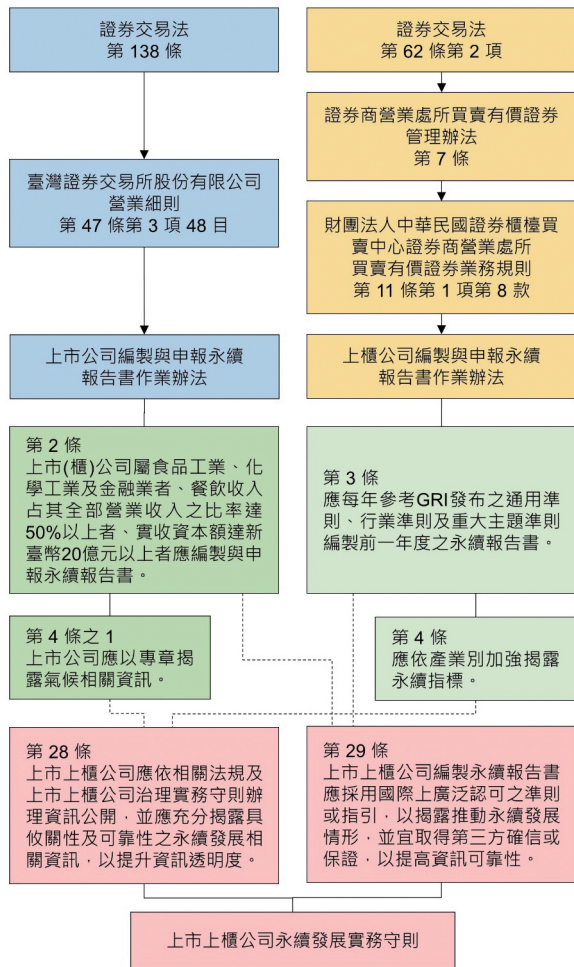 證券交易法
第 138 條
證券交易法
第 62 條第 2 項
證券商營業處所買賣有價證券
管理辦法
第 7 條
臺灣證券交易所股份有限公司
營業細則
第 47 條第 3 項 48 目
財團法人中華民國證券櫃檯買
賣中心證券商營業處所
買賣有價證券業務規則
第 11 條第 1 項第 8 款
上市公司編製與申報永續
報告書作業辦法
上櫃公司編製與申報永續
報告書作業辦法
第 2 條
上市(櫃)公司屬食品工業、化
學工業及金融業者、餐飲收入
占其全部營業收入之比率達
50%以上者、實收資本額達新
臺幣20億元以上者應編製與申
報永續報告書。
第 3 條
應每年參考GRI發布之通用準
則、行業準則及重大主題準則
編製前一年度之永續報告書。
第 4 條之 1
上市公司應以專章揭
露氣候相關資訊。
第 4 條
應依產業別加強揭露
永續指標。
第 28 條
上市上櫃公司應依相關法規及
上市上櫃公司治理實務守則辦
理資訊公開，並應充分揭露具
攸關性及可靠性之永續發展相
關資訊，以提升資訊透明度。
第 29 條
上市上櫃公司編製永續報告書
應採用國際上廣泛認可之準則
或指引，以揭露推動永續發展
情形，並宜取得第三方確信或
保證，以提高資訊可靠性。
上市上櫃公司永續發展實務守則